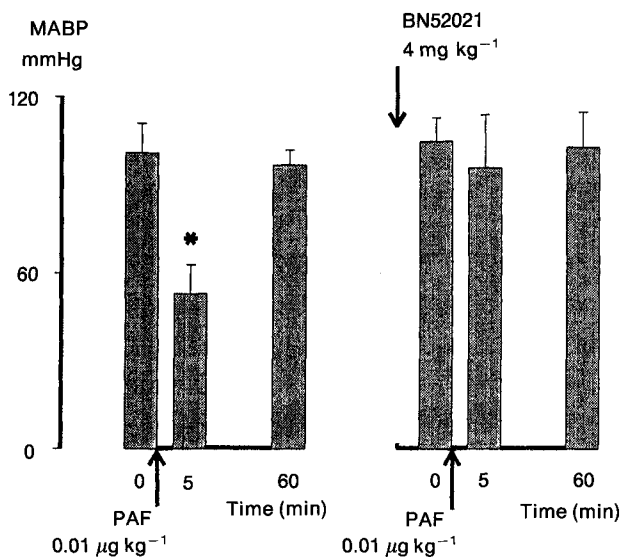 MABP
mmHg
120
60
0
*
0 5 60
Time (min)
PAF
0.01 μg kg⁻¹
BN52021
4 mg kg⁻¹
0 5 60
Time (min)
PAF
0.01 μg kg⁻¹